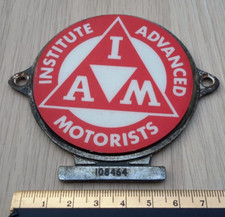 INSTITUTE
ADVANCED
I
A M
MOTORISTS
108464
1 2 3 4 5 6 7